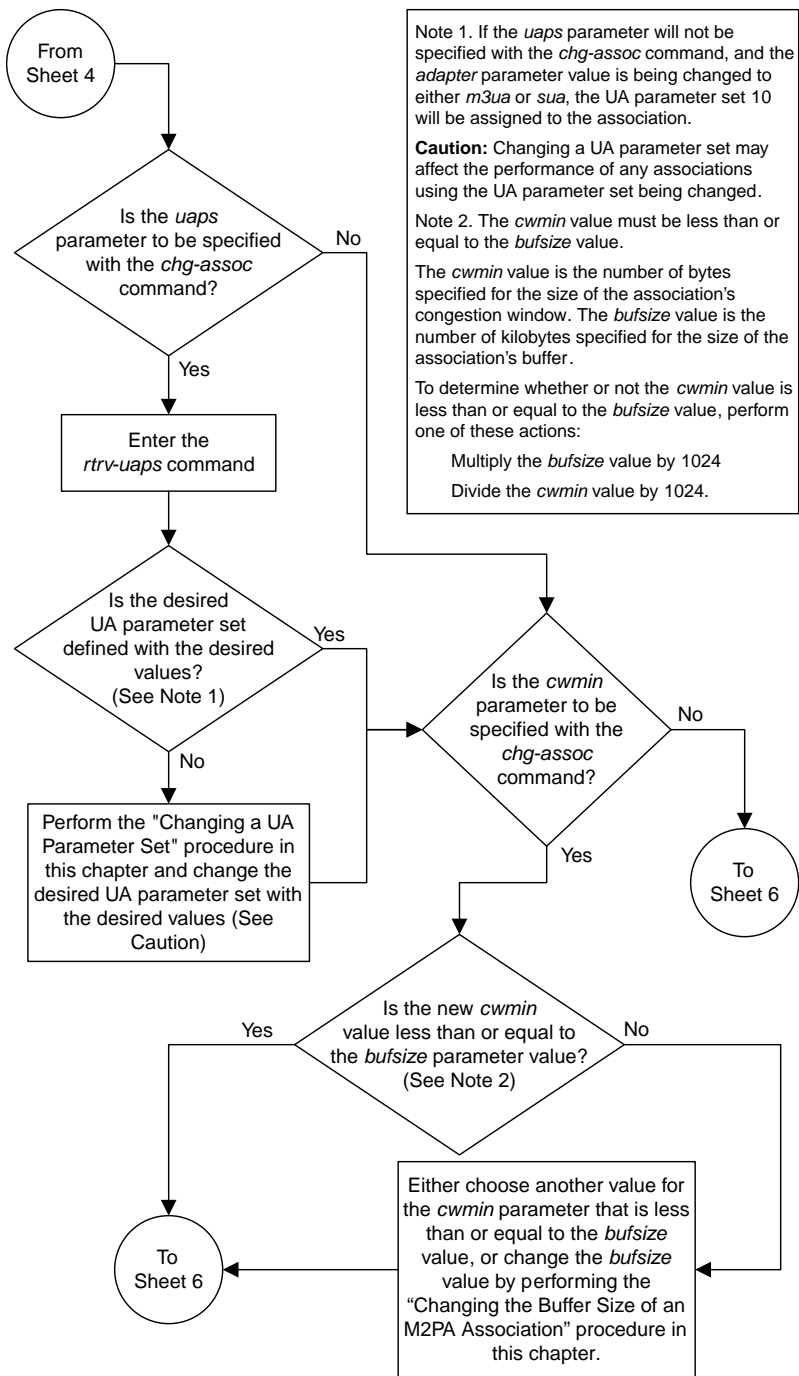 From
Sheet 4
Note 1. If the uaps parameter will not be
specified with the chg-assoc command, and the
adapter parameter value is being changed to
either m3ua or sua, the UA parameter set 10
will be assigned to the association.
Caution: Changing a UA parameter set may
affect the performance of any associations
using the UA parameter set being changed.
Note 2. The cwmin value must be less than or
equal to the bufsize value.
The cwmin value is the number of bytes
specified for the size of the association's
congestion window. The bufsize value is the
number of kilobytes specified for the size of the
association's buffer.
To determine whether or not the cwmin value is
less than or equal to the bufsize value, perform
one of these actions:
Multiply the bufsize value by 1024
Divide the cwmin value by 1024.
Is the uaps
parameter to be specified
with the chg-assoc
command?
No
Yes
Enter the
rtrv-uaps command
Is the desired
UA parameter set
defined with the desired
values?
(See Note 1)
Yes
No
Perform the "Changing a UA
Parameter Set" procedure in
this chapter and change the
desired UA parameter set with
the desired values (See
Caution)
Is the cwmin
parameter to be
specified with the
chg-assoc
command?
No
Yes
To
Sheet 6
Is the new cwmin
value less than or equal to
the bufsize parameter value?
(See Note 2)
Yes
No
Either choose another value for
the cwmin parameter that is less
than or equal to the bufsize
value, or change the bufsize
value by performing the
“Changing the Buffer Size of an
M2PA Association” procedure in
this chapter.
To
Sheet 6